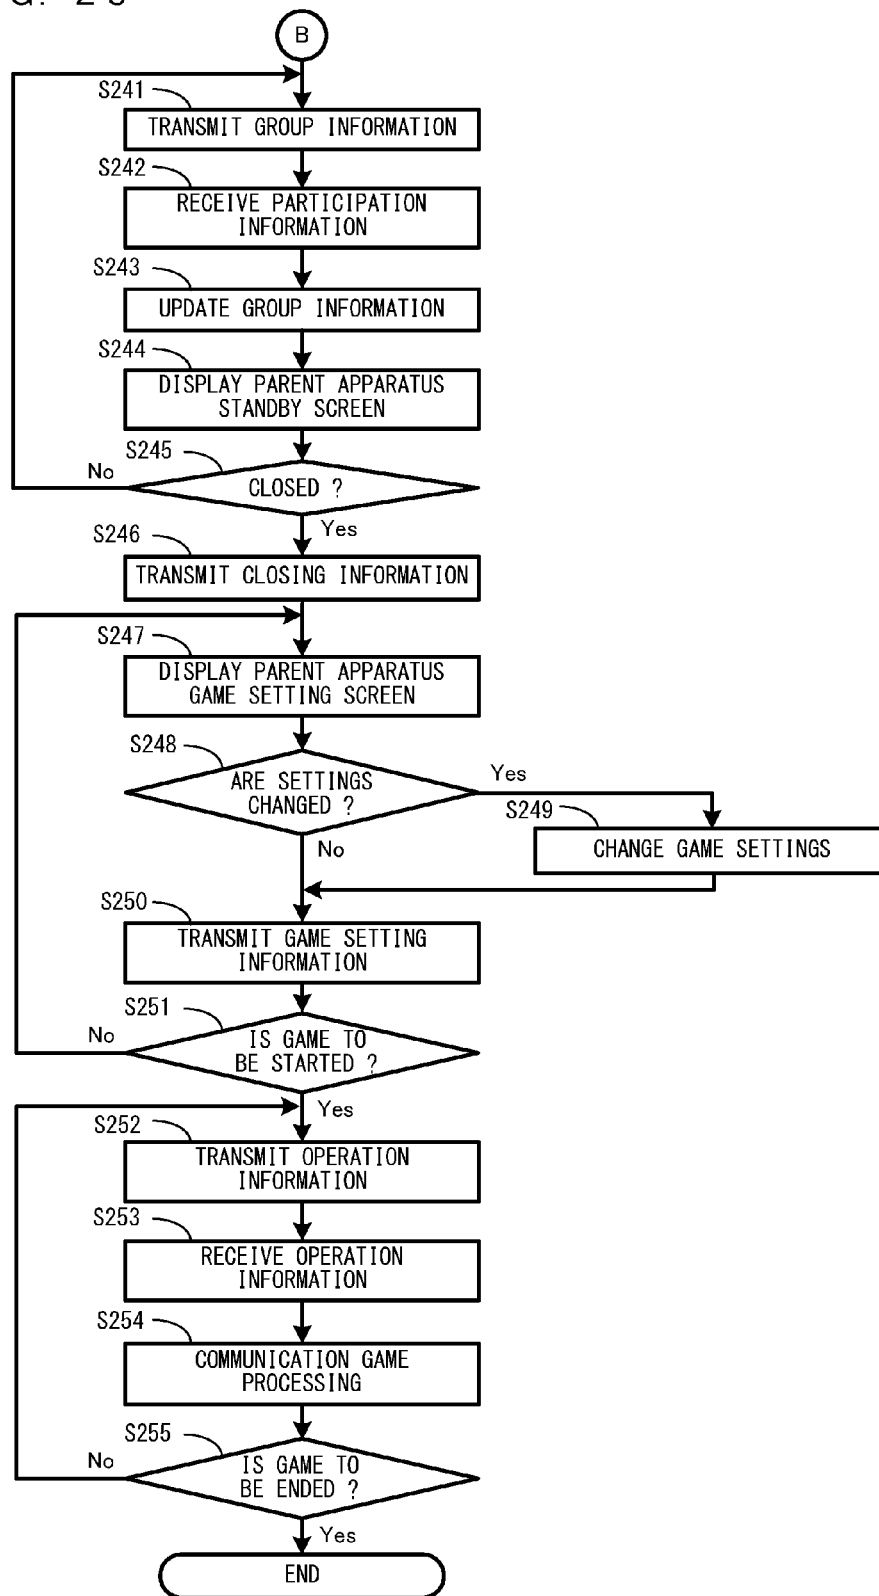 B
S241
TRANSMIT GROUP INFORMATION
S242
RECEIVE PARTICIPATION
INFORMATION
S243
UPDATE GROUP INFORMATION
S244
DISPLAY PARENT APPARATUS
STANDBY SCREEN
S245
No
CLOSED ?
Yes
S246
TRANSMIT CLOSING INFORMATION
S247
DISPLAY PARENT APPARATUS
GAME SETTING SCREEN
S248
ARE SETTINGS
CHANGED ?
Yes
S249
CHANGE GAME SETTINGS
No
S250
TRANSMIT GAME SETTING
INFORMATION
S251
No
IS GAME TO
BE STARTED ?
Yes
S252
TRANSMIT OPERATION
INFORMATION
S253
RECEIVE OPERATION
INFORMATION
S254
COMMUNICATION GAME
PROCESSING
S255
No
IS GAME TO
BE ENDED ?
Yes
END